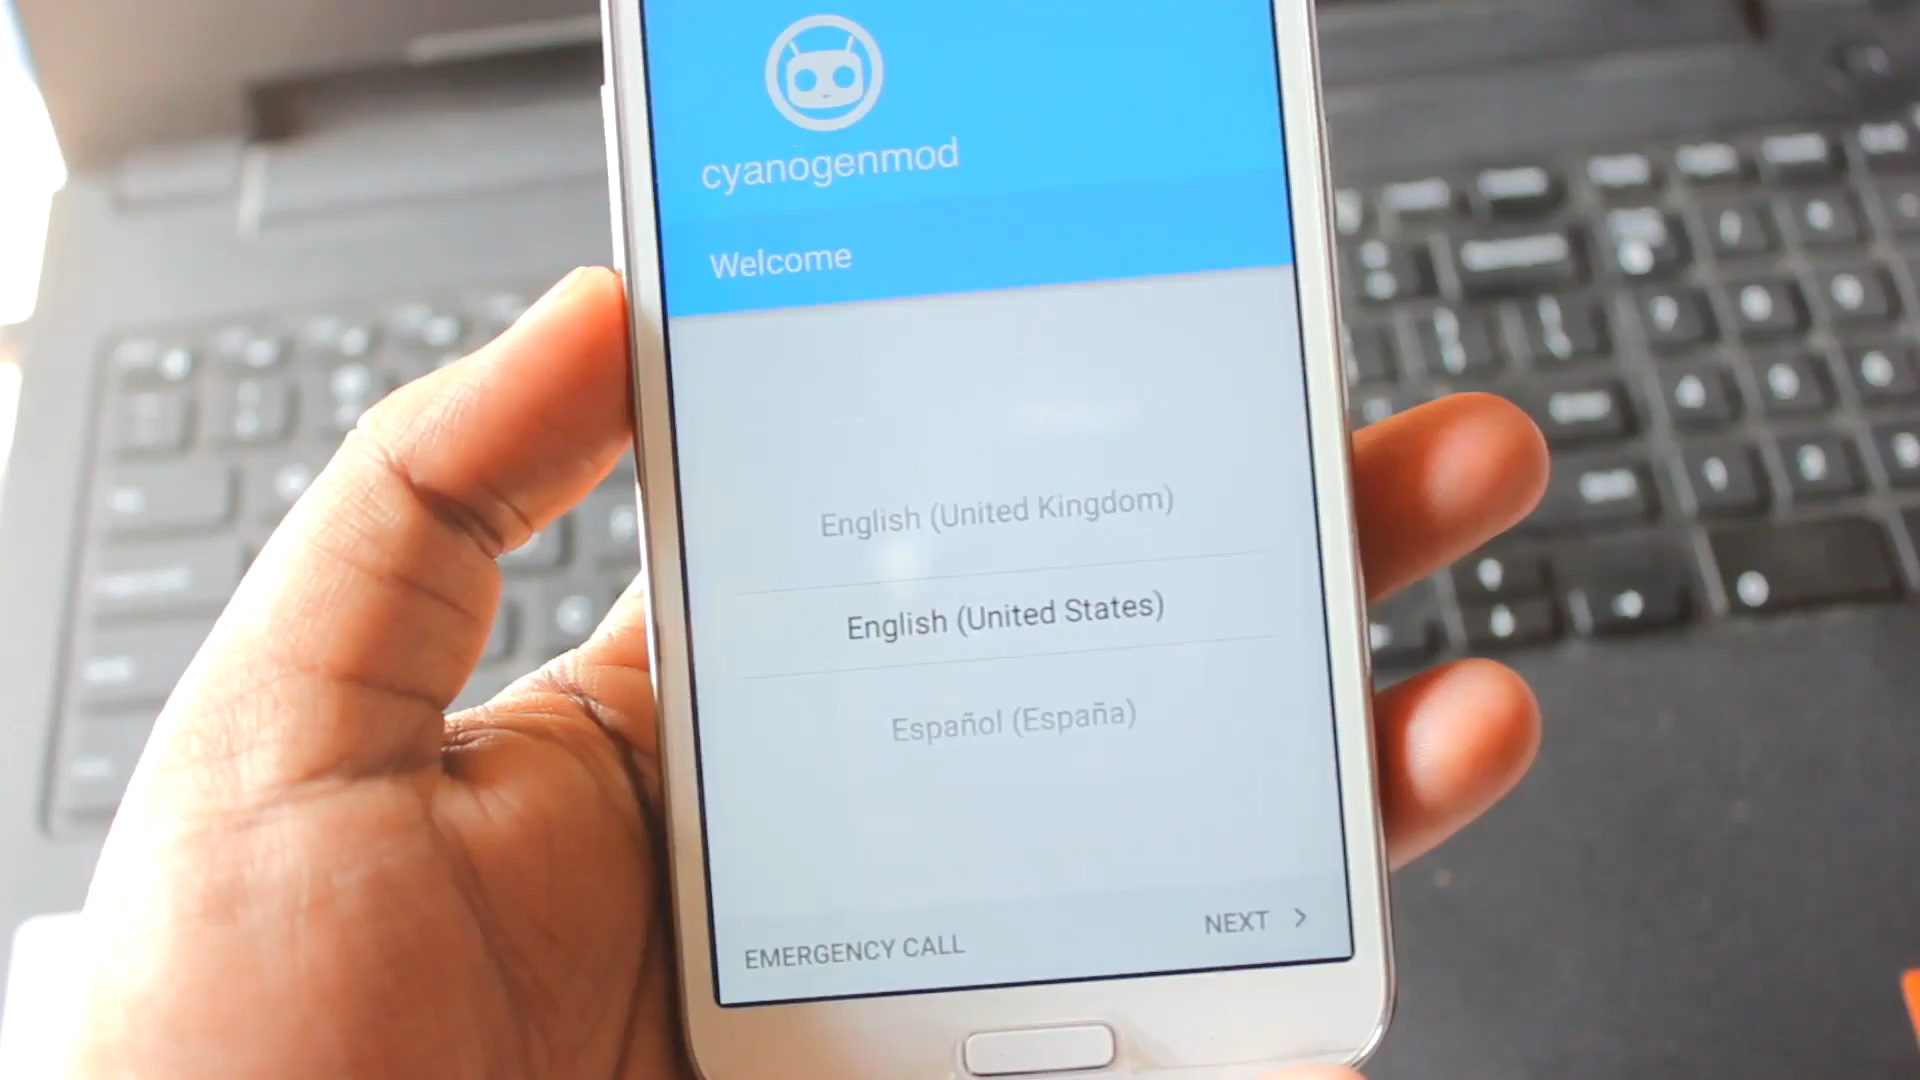 cyanogenmod
Welcome
English (United Kingdom)
English (United States)
Español (España)
EMERGENCY CALL
NEXT